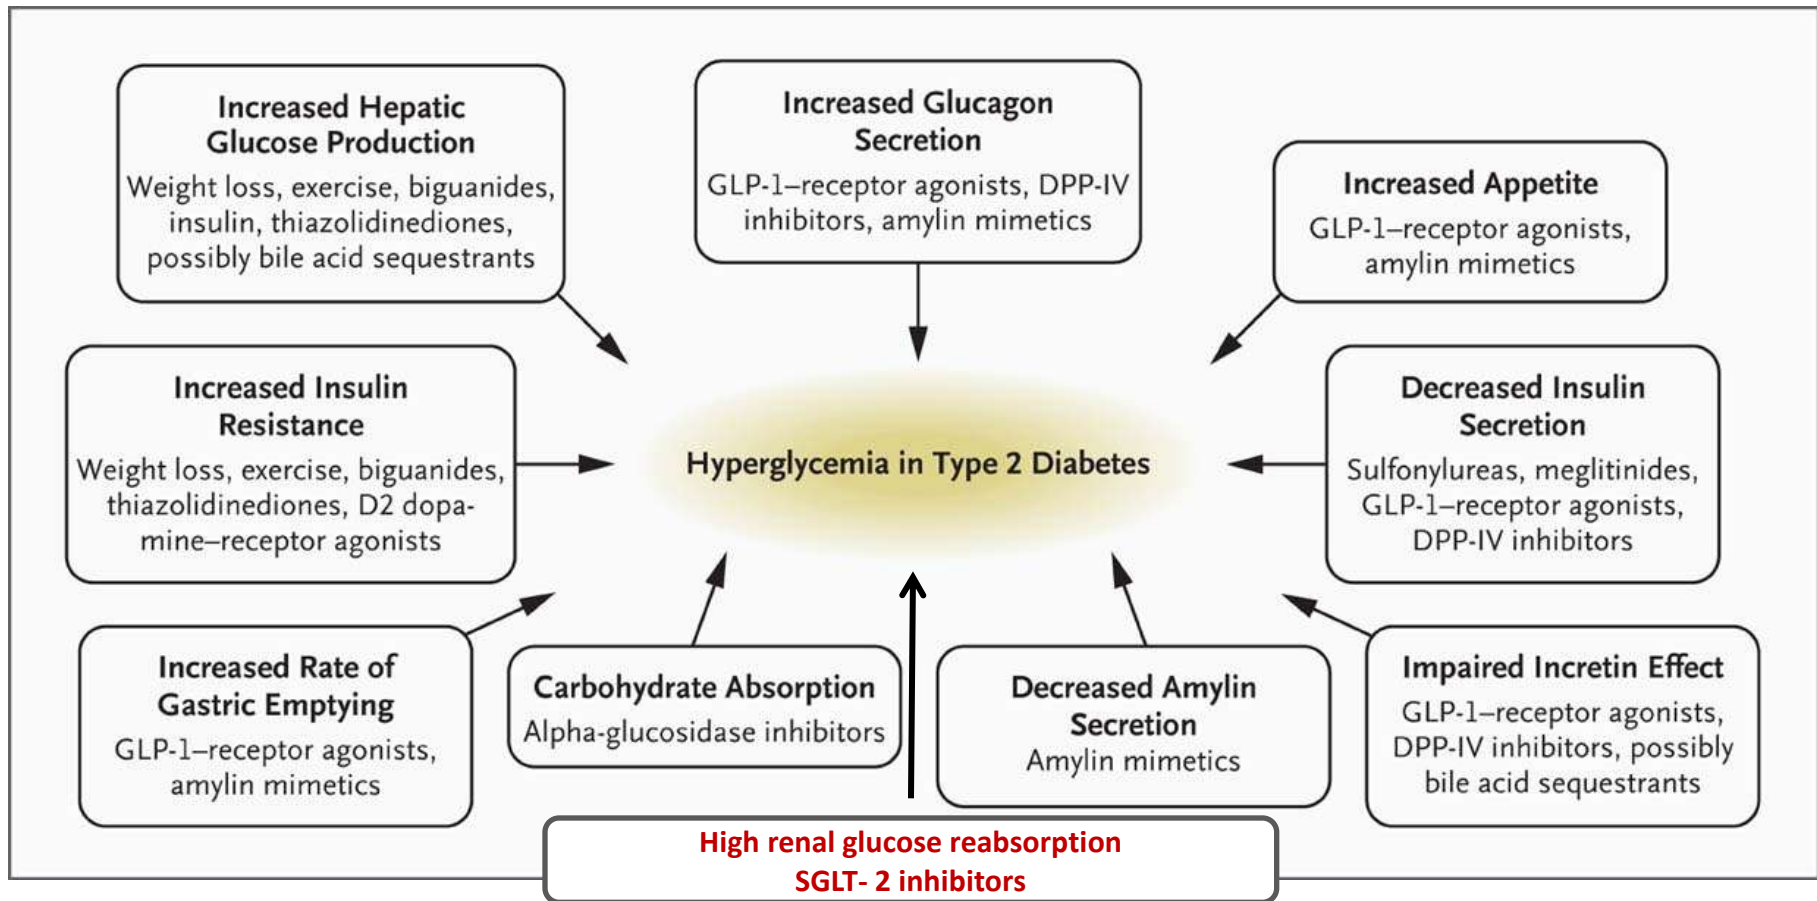 Increased Hepatic
Glucose Production
Weight loss, exercise, biguanides,
insulin, thiazolidinediones,
possibly bile acid sequestrants
Increased Glucagon
Secretion
GLP-1–receptor agonists, DPP-IV
inhibitors, amylin mimetics
Increased Appetite
GLP-1–receptor agonists,
amylin mimetics
Increased Insulin
Resistance
Weight loss, exercise, biguanides,
thiazolidinediones, D2 dopa-
mine–receptor agonists
Hyperglycemia in Type 2 Diabetes
Decreased Insulin
Secretion
Sulfonylureas, meglitinides,
GLP-1–receptor agonists,
DPP-IV inhibitors
Increased Rate of
Gastric Emptying
GLP-1–receptor agonists,
amylin mimetics
Carbohydrate Absorption
Alpha-glucosidase inhibitors
Decreased Amylin
Secretion
Amylin mimetics
Impaired Incretin Effect
GLP-1–receptor agonists,
DPP-IV inhibitors, possibly
bile acid sequestrants
High renal glucose reabsorption
SGLT- 2 inhibitors